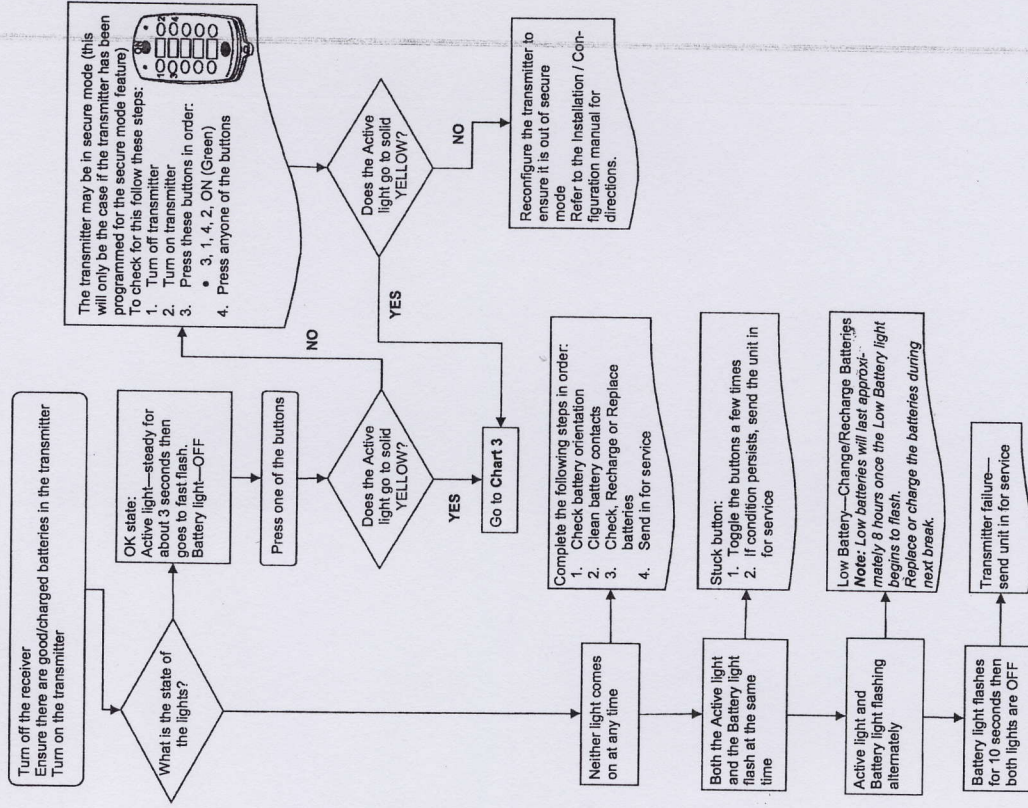 Turn off the receiver
Ensure there are good/charged batteries in the transmitter
Turn on the transmitter
What is the state of
the lights?
OK state:
Active light—steady for
about 3 seconds then
goes to fast flash.
Battery light—OFF
Press one of the buttons
Does the Active
light go to solid
YELLOW?
NO
YES
Go to Chart 3
The transmitter may be in secure mode (this
will only be the case if the transmitter has been
programmed for the secure mode feature)
To check for this follow these steps:
1. Turn off transmitter
2. Turn on transmitter
3. Press these buttons in order:
• 3, 1, 4, 2, ON (Green)
4. Press anyone of the buttons
1 2
3 4
ON
Does the Active
light go to solid
YELLOW?
YES
NO
Reconfigure the transmitter to
ensure it is out of secure
mode
Refer to the Installation / Con-
figuration manual for
directions.
Neither light comes
on at any time
Complete the following steps in order:
1. Check battery orientation
2. Clean battery contacts
3. Check, Recharge or Replace
batteries
4. Send in for service
Both the Active light
and the Battery light
flash at the same
time
Stuck button:
1. Toggle the buttons a few times
2. If condition persists, send the unit in
for service
Active light and
Battery light flashing
alternately
Low Battery—Change/Recharge Batteries
Note: Low batteries will last approxi-
mately 8 hours once the Low Battery light
begins to flash.
Replace or charge the batteries during
next break.
Battery light flashes
for 10 seconds then
both lights are OFF
Transmitter failure—
send unit in for service